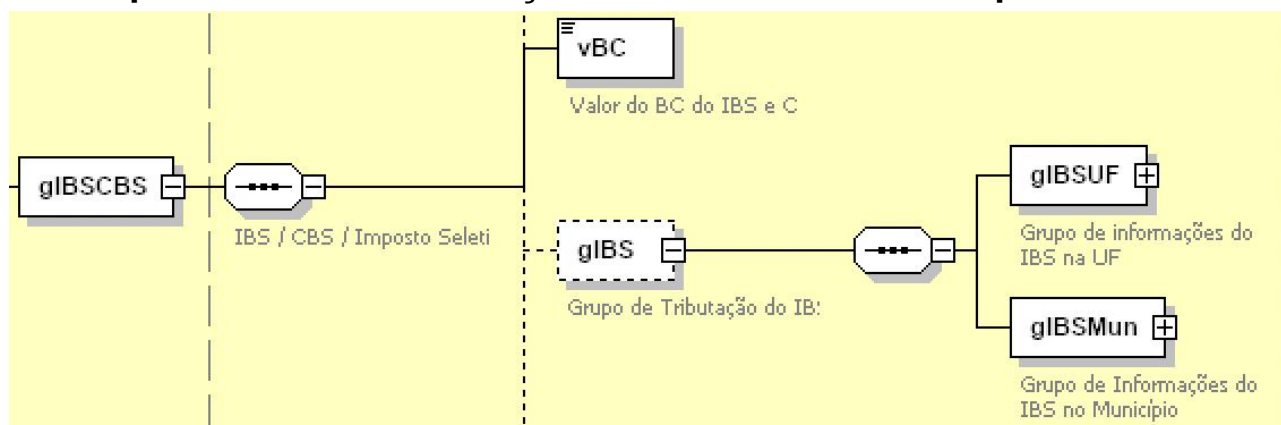 vBC
Valor do BC do IBS e C
gIBSCBS
IBS / CBS / Imposto Seleti
gIBS
Grupo de Tributação do IB
gIBSUF
Grupo de informações do
IBS na UF
gIBSMun
Grupo de Informações do
IBS no Município